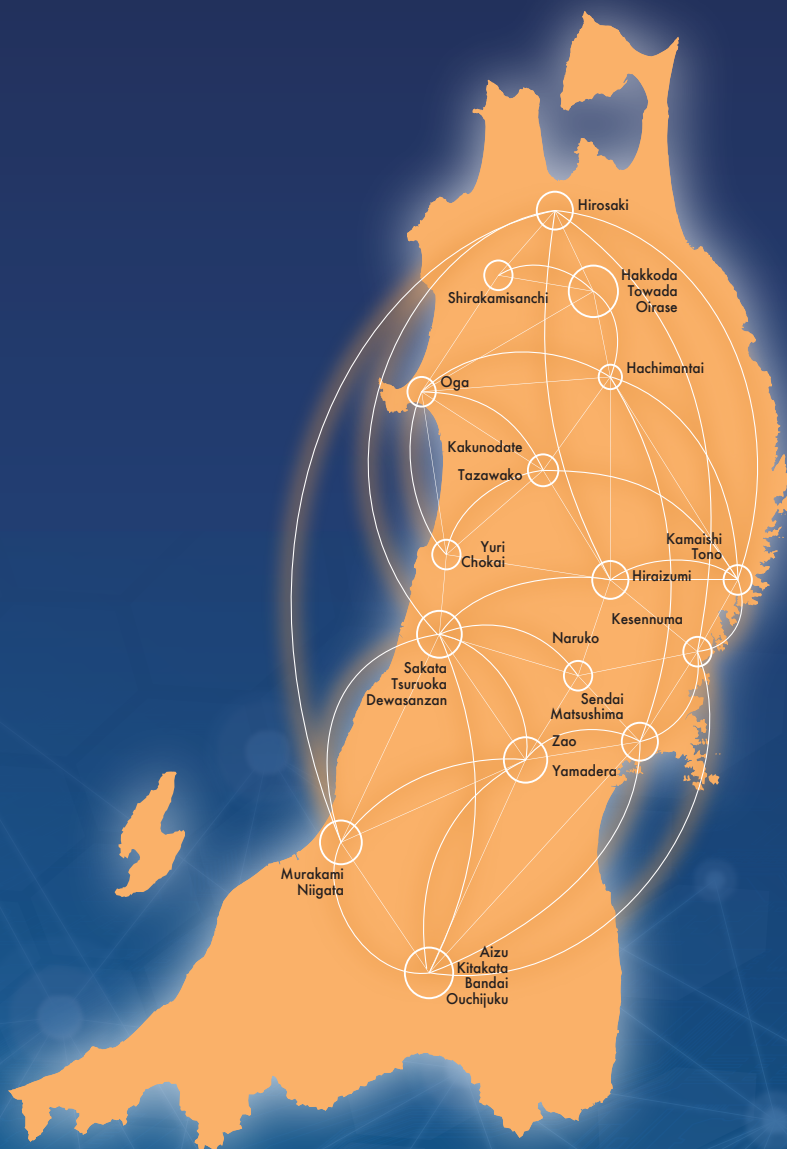 Hirosaki
Hakkoda
Towada
Oirase
Shirakamisanchi
Hachimantai
Oga
Kakunodate
Tazawako
Yuri
Chokai
Kamaishi
Tono
Hiraizumi
Kesennuma
Naruko
Sakata
Tsuruoka
Dewasanzan
Sendai
Matsushima
Zao
Yamadera
Murakami
Niigata
Aizu
Kitakata
Bandai
Ouchijuku